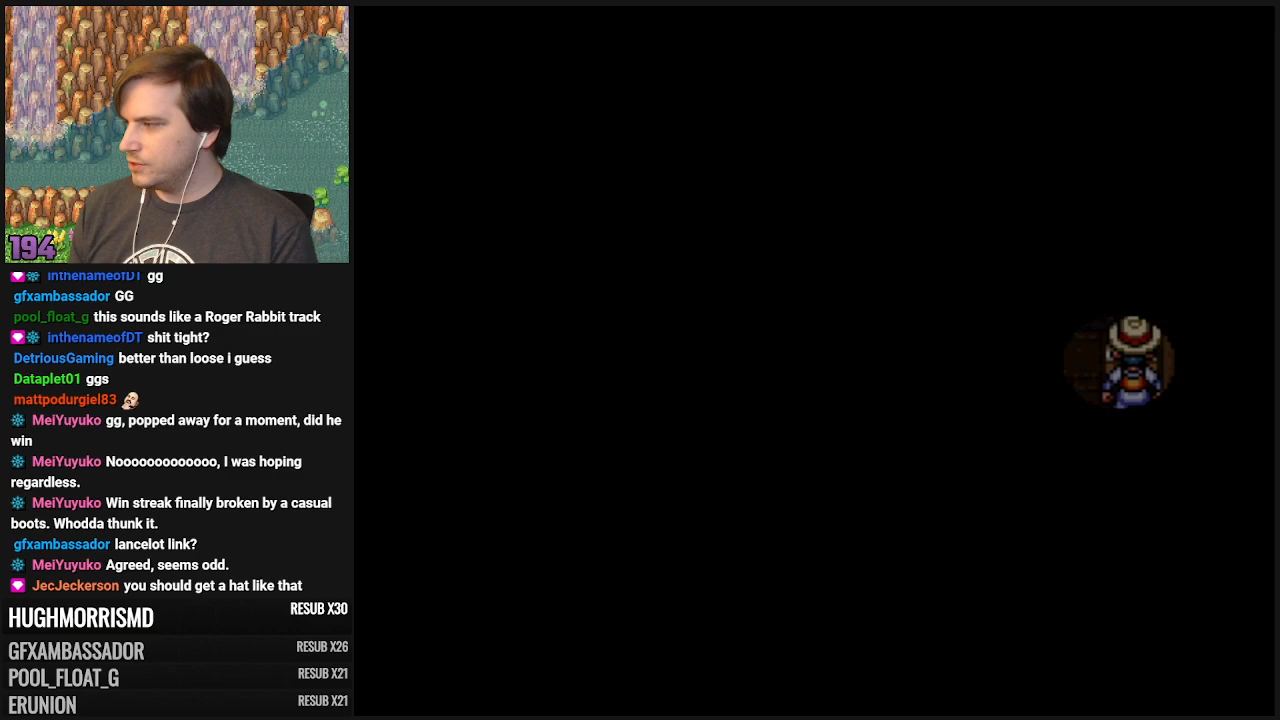 194
inthenameofDT gg
gfxambassador GG
pool_float_g this sounds like a Roger Rabbit track
inthenameofDT shit tight?
DetriousGaming better than loose i guess
Dataplet01 ggs
mattpodurgiel83
MeiYuyuko gg, popped away for a moment, did he
win
MeiYuyuko Nooooooooooooo, I was hoping
regardless.
MeiYuyuko Win streak finally broken by a casual
boots. Whodda thunk it.
gfxambassador lancelot link?
MeiYuyuko Agreed, seems odd.
JecJeckerson you should get a hat like that
HUGHMORRISMD RESUB X30
GFXAMBASSADOR RESUB X26
POOL_FLOAT_G RESUB X21
ERUNION RESUB X21